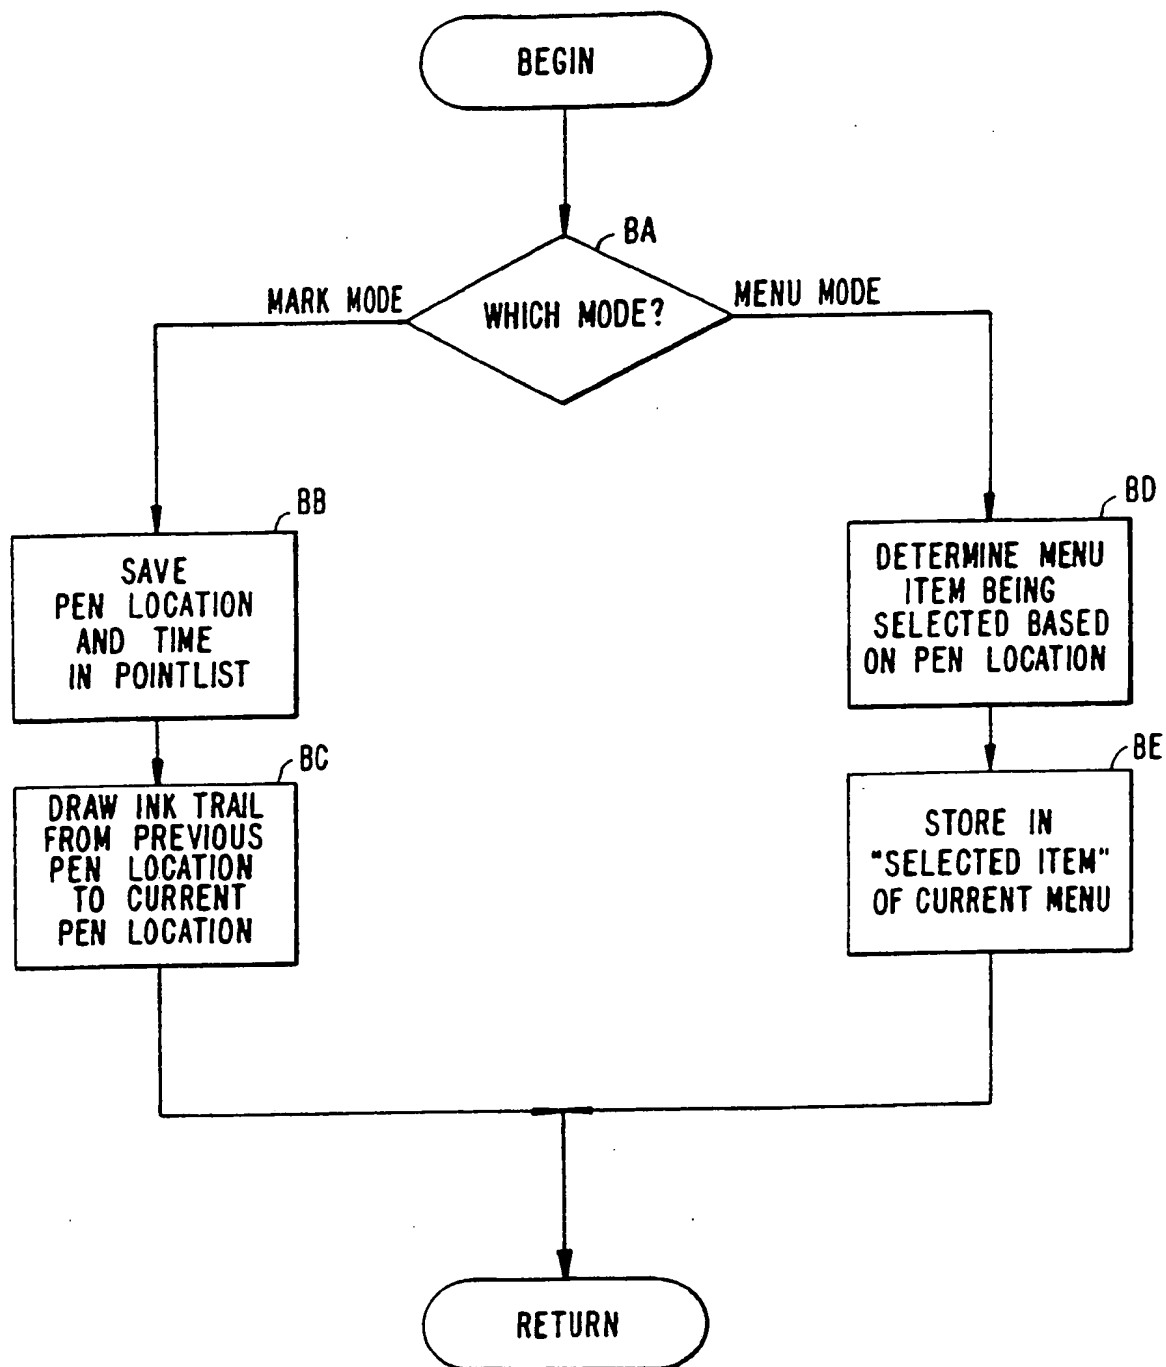 BEGIN
BA
WHICH MODE?
MARK MODE
MENU MODE
BB
SAVE
PEN LOCATION
AND TIME
IN POINTLIST
BC
DRAW INK TRAIL
FROM PREVIOUS
PEN LOCATION
TO CURRENT
PEN LOCATION
BD
DETERMINE MENU
ITEM BEING
SELECTED BASED
ON PEN LOCATION
BE
STORE IN
"SELECTED ITEM"
OF CURRENT MENU
RETURN